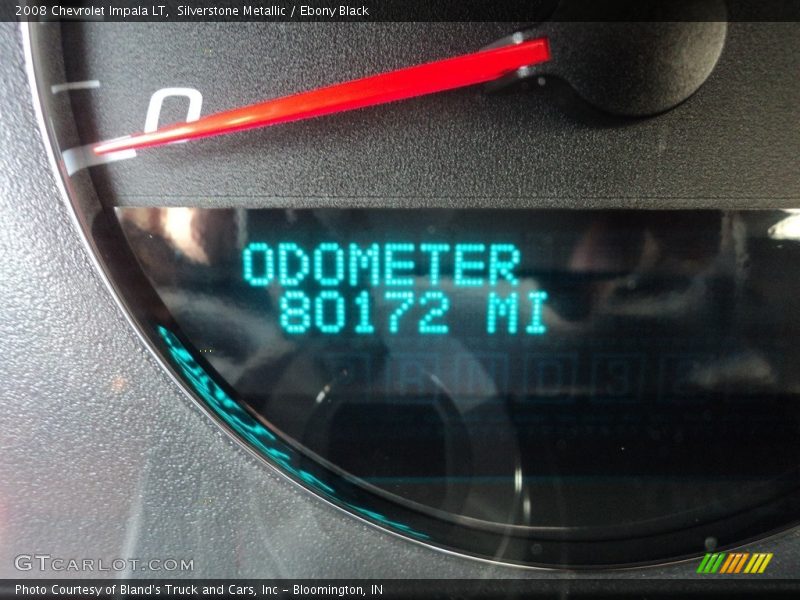 2008 Chevrolet Impala LT, Silverstone Metallic / Ebony Black
0
ODOMETER
80172 MI
GTCARLOT.COM
Photo Courtesy of Bland's Truck and Cars, Inc - Bloomington, IN